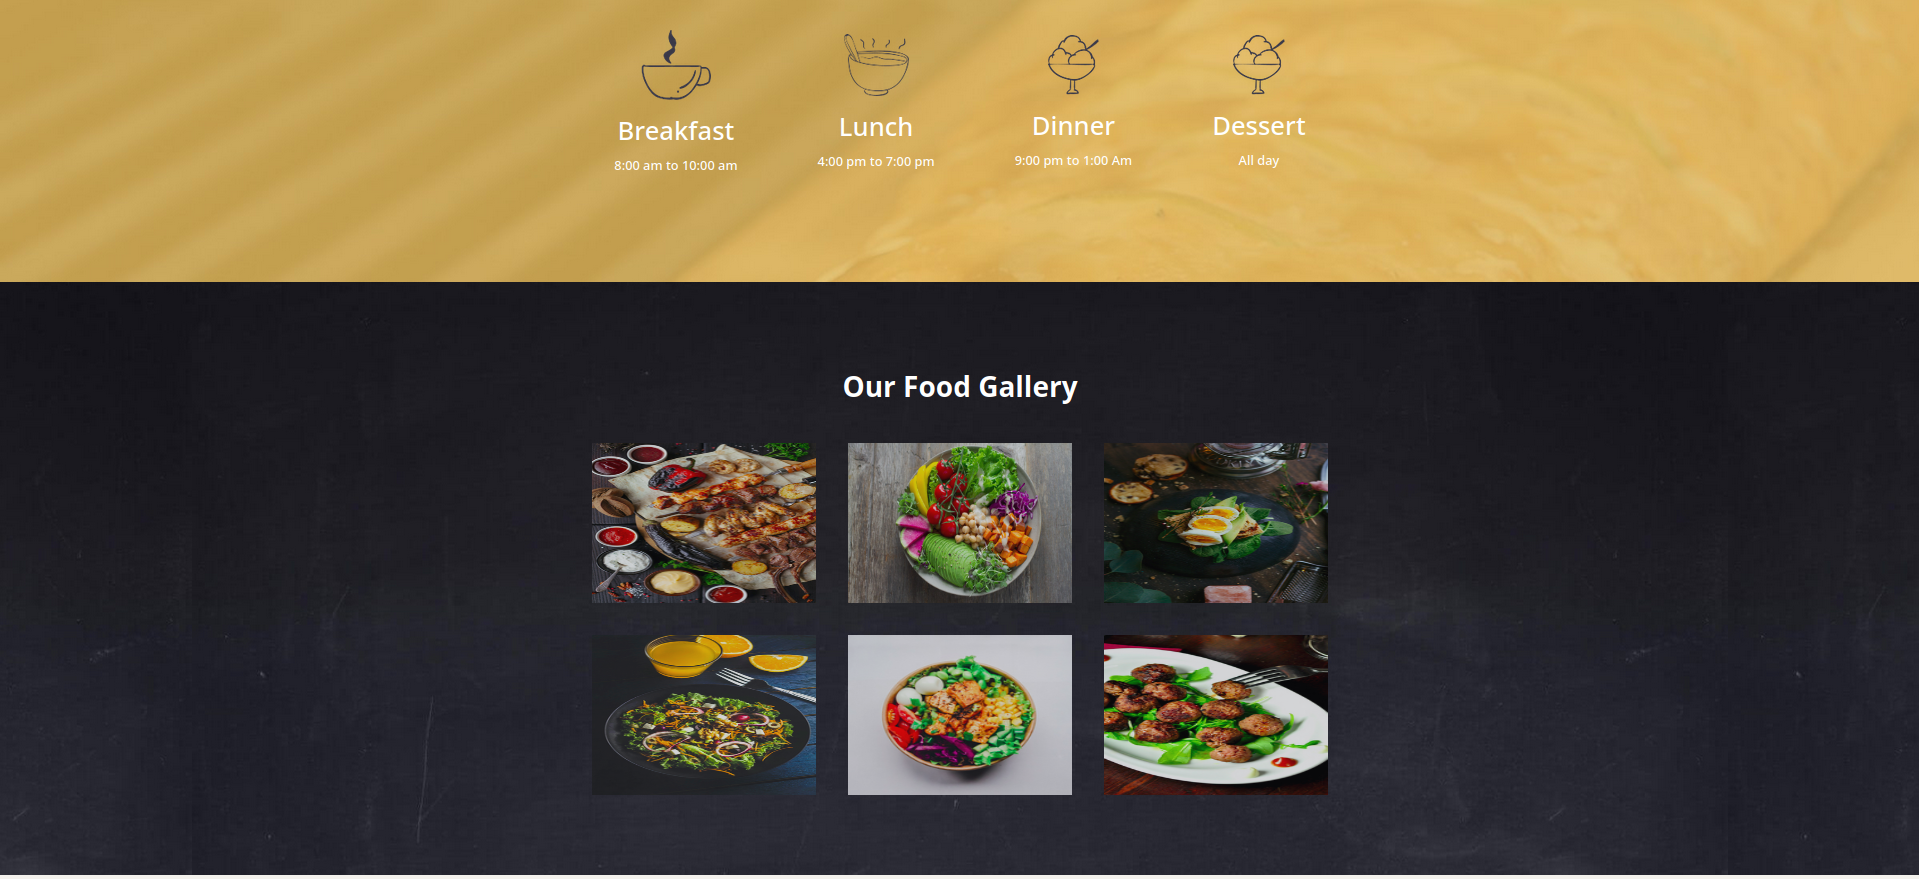 Breakfast
8:00 am to 10:00 am
Lunch
4:00 pm to 7:00 pm
Dinner
9:00 pm to 1:00 Am
Dessert
All day
Our Food Gallery